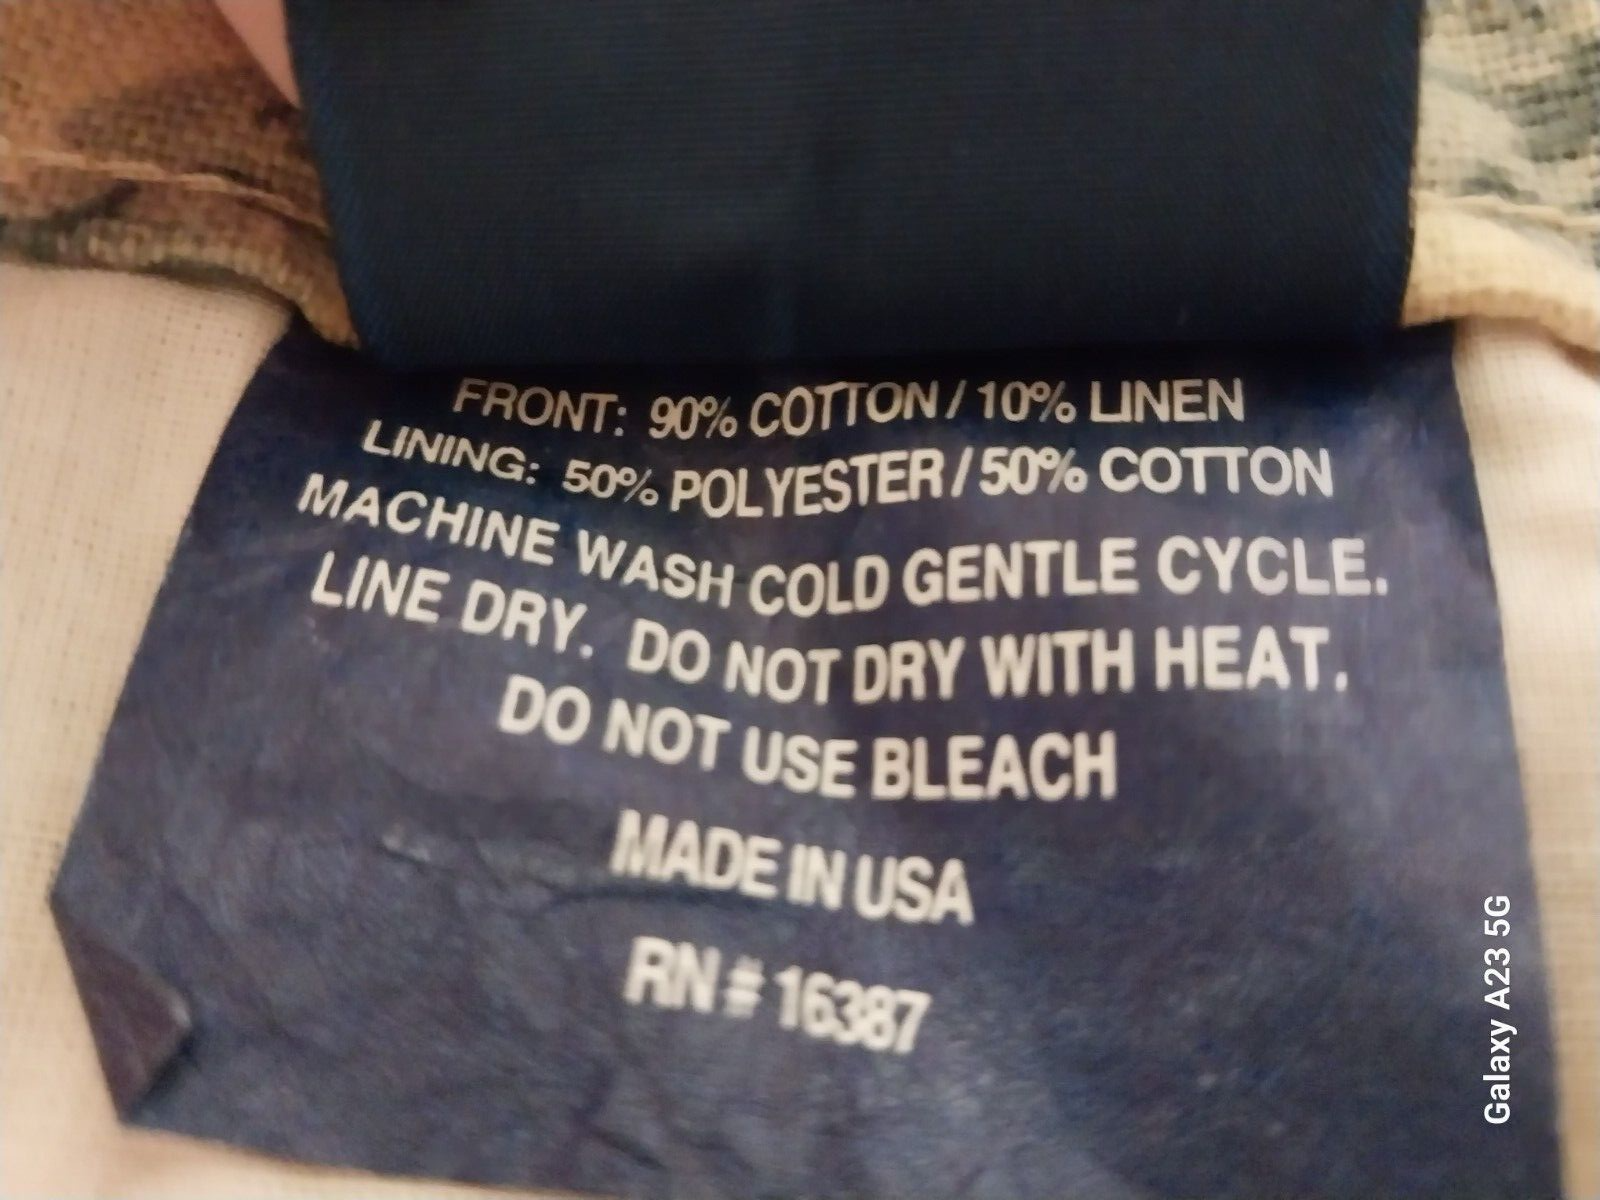 FRONT: 90% COTTON / 10% LINEN
LINING: 50% POLYESTER / 50% COTTON
MACHINE WASH COLD GENTLE CYCLE.
LINE DRY. DO NOT DRY WITH HEAT.
DO NOT USE BLEACH
MADE IN USA
RN # 16387
Galaxy A23 5G